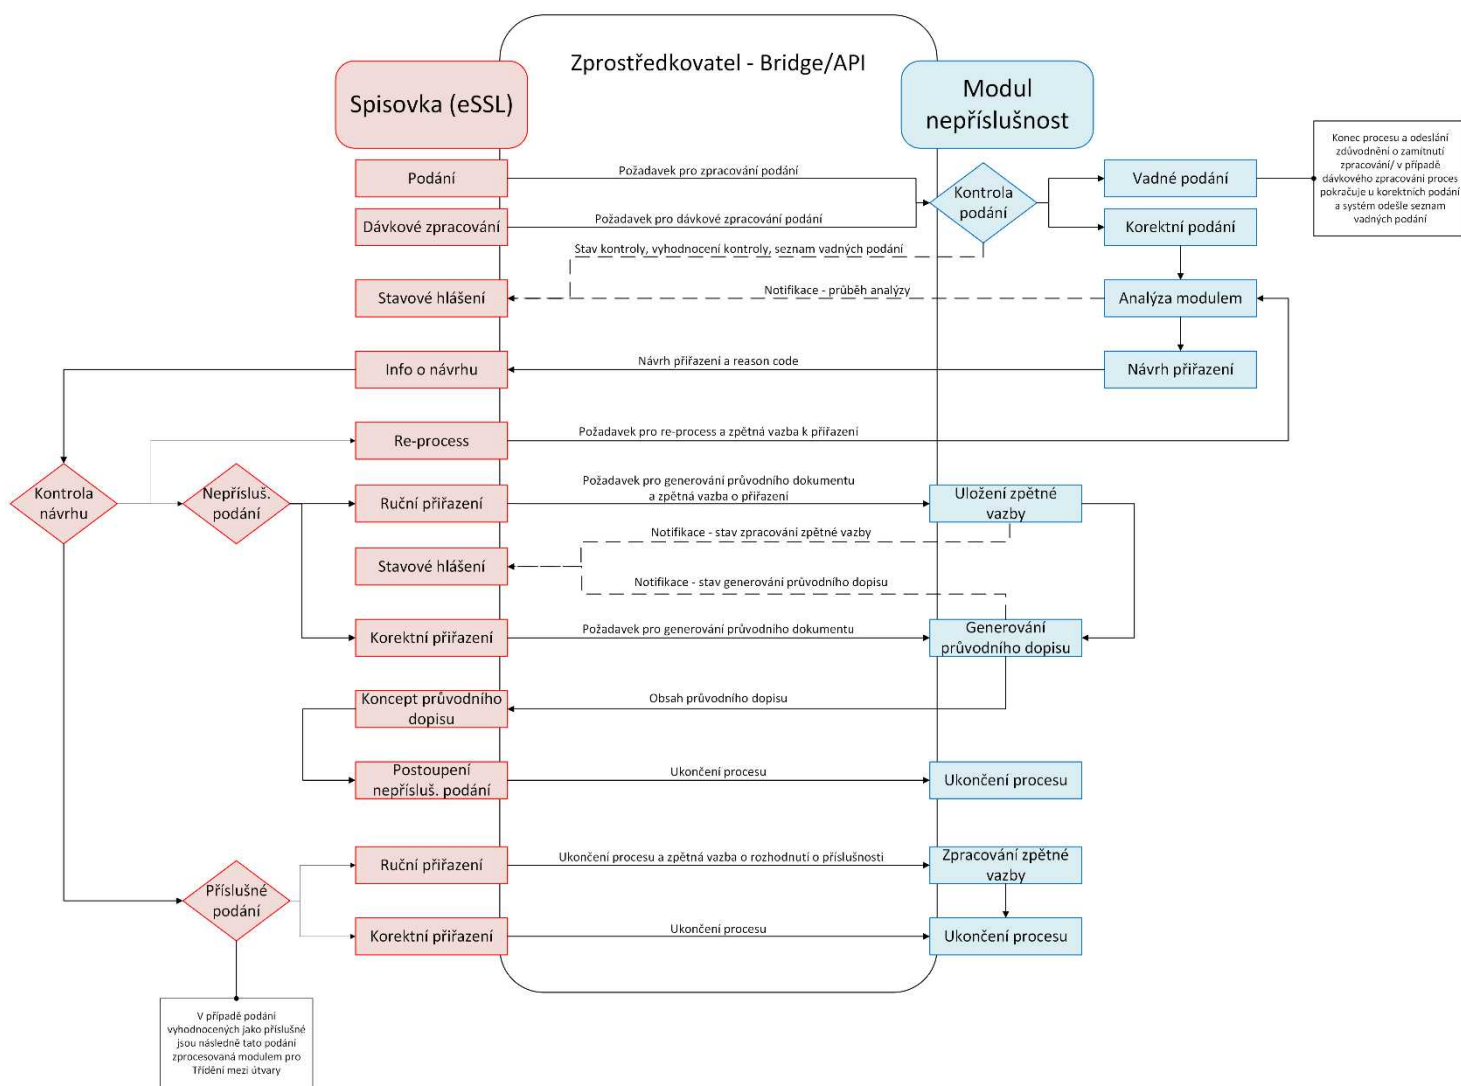 Zprostředkovatel - Bridge/API
Spisovka (eSSL)
Modul
nepříslušnost
Podání
Požadavek pro zpracování podání
Kontrola
podání
Vadné podání
Konec procesu a odeslání
zdůvodnění o zamítnutí
zpracování/ v případě
dávkového zpracování proces
pokračuje u korektních podání
a systém odešle seznam
vadných podání
Dávkové zpracování
Požadavek pro dávkové zpracování podání
Korektní podání
Stav kontroly, vyhodnocení kontroly, seznam vadných podání
Stavové hlášení
Notifikace - průběh analýzy
Analýza modulem
Info o návrhu
Návrh přiřazení a reason code
Návrh přiřazení
Re-process
Požadavek pro re-process a zpětná vazba k přiřazení
Kontrola
návrhu
Nepřísluš.
podání
Ruční přiřazení
Požadavek pro generování průvodního dokumentu
a zpětná vazba o přiřazení
Uložení zpětné
vazby
Notifikace - stav zpracování zpětné vazby
Stavové hlášení
Notifikace - stav generování průvodního dopisu
Korektní přiřazení
Požadavek pro generování průvodního dokumentu
Generování
průvodního dopisu
Koncept průvodního
dopisu
Obsah průvodního dopisu
Postoupení
nepřísluš. podání
Ukončení procesu
Ukončení procesu
Ruční přiřazení
Ukončení procesu a zpětná vazba o rozhodnutí o příslušnosti
Zpracování zpětné
vazby
Příslušné
podání
Korektní přiřazení
Ukončení procesu
Ukončení procesu
V případě podání
vyhodnocených jako příslušné
jsou následně tato podání
zprocesovaná modulem pro
Třídění mezi útvary